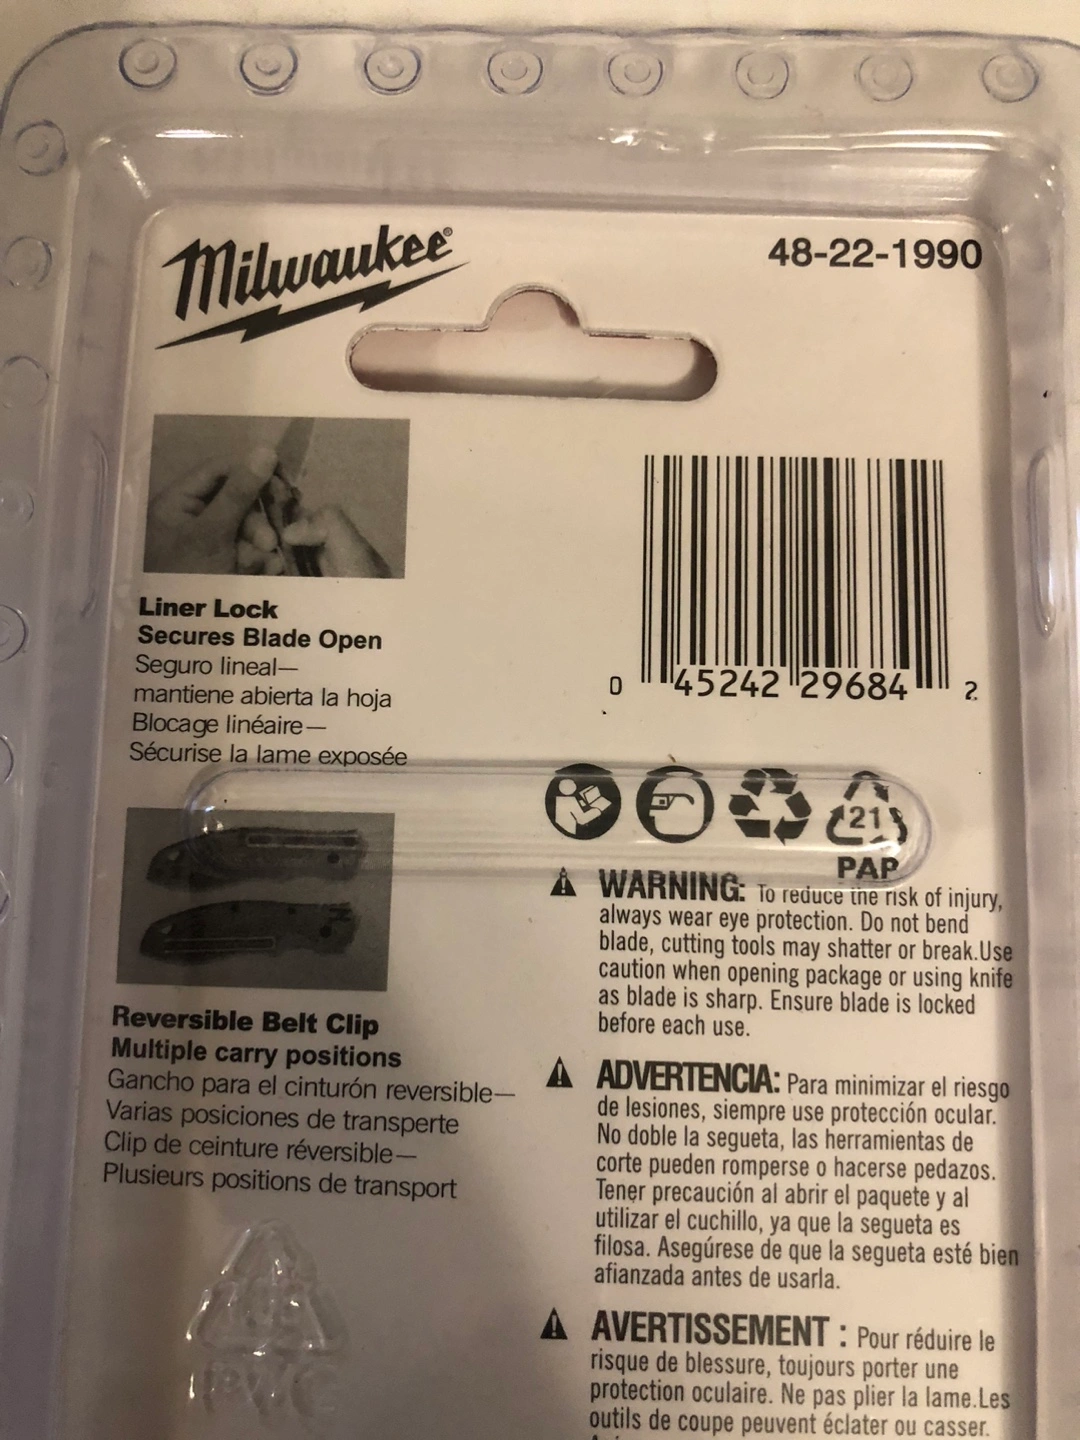 Milwaukee®
48-22-1990
Liner Lock
Secures Blade Open
Seguro lineal—
mantiene abierta la hoja
Blocage linéaire—
Sécurise la lame exposée
0 45242 29684 2
21
PAP
Reversible Belt Clip
Multiple carry positions
Gancho para el cinturón reversible—
Varias posiciones de transperte
Clip de ceinture réversible—
Plusieurs positions de transport
WARNING: To reduce the risk of injury,
always wear eye protection. Do not bend
blade, cutting tools may shatter or break.Use
caution when opening package or using knife
as blade is sharp. Ensure blade is locked
before each use.
ADVERTENCIA: Para minimizar el riesgo
de lesiones, siempre use protección ocular.
No doble la segueta, las herramientas de
corte pueden romperse o hacerse pedazos.
Tener precaución al abrir el paquete y al
utilizar el cuchillo, ya que la segueta es
filosa. Asegúrese de que la segueta esté bien
afianzada antes de usarla.
AVERTISSEMENT : Pour réduire le
risque de blessure, toujours porter une
protection oculaire. Ne pas plier la lame.Les
outils de coupe peuvent éclater ou casser.